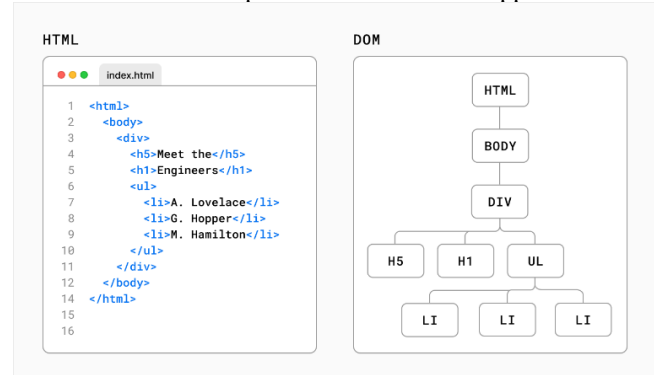 HTML
index.html
1 <html>
2 <body>
3 <div>
4 <h5>Meet the</h5>
5 <h1>Engineers</h1>
6 <ul>
7 <li>A. Lovelace</li>
8 <li>G. Hopper</li>
9 <li>M. Hamilton</li>
10 </ul>
11 </div>
12 </body>
14 </html>
15
16
DOM
HTML
BODY
DIV
H5 H1 UL
LI LI LI